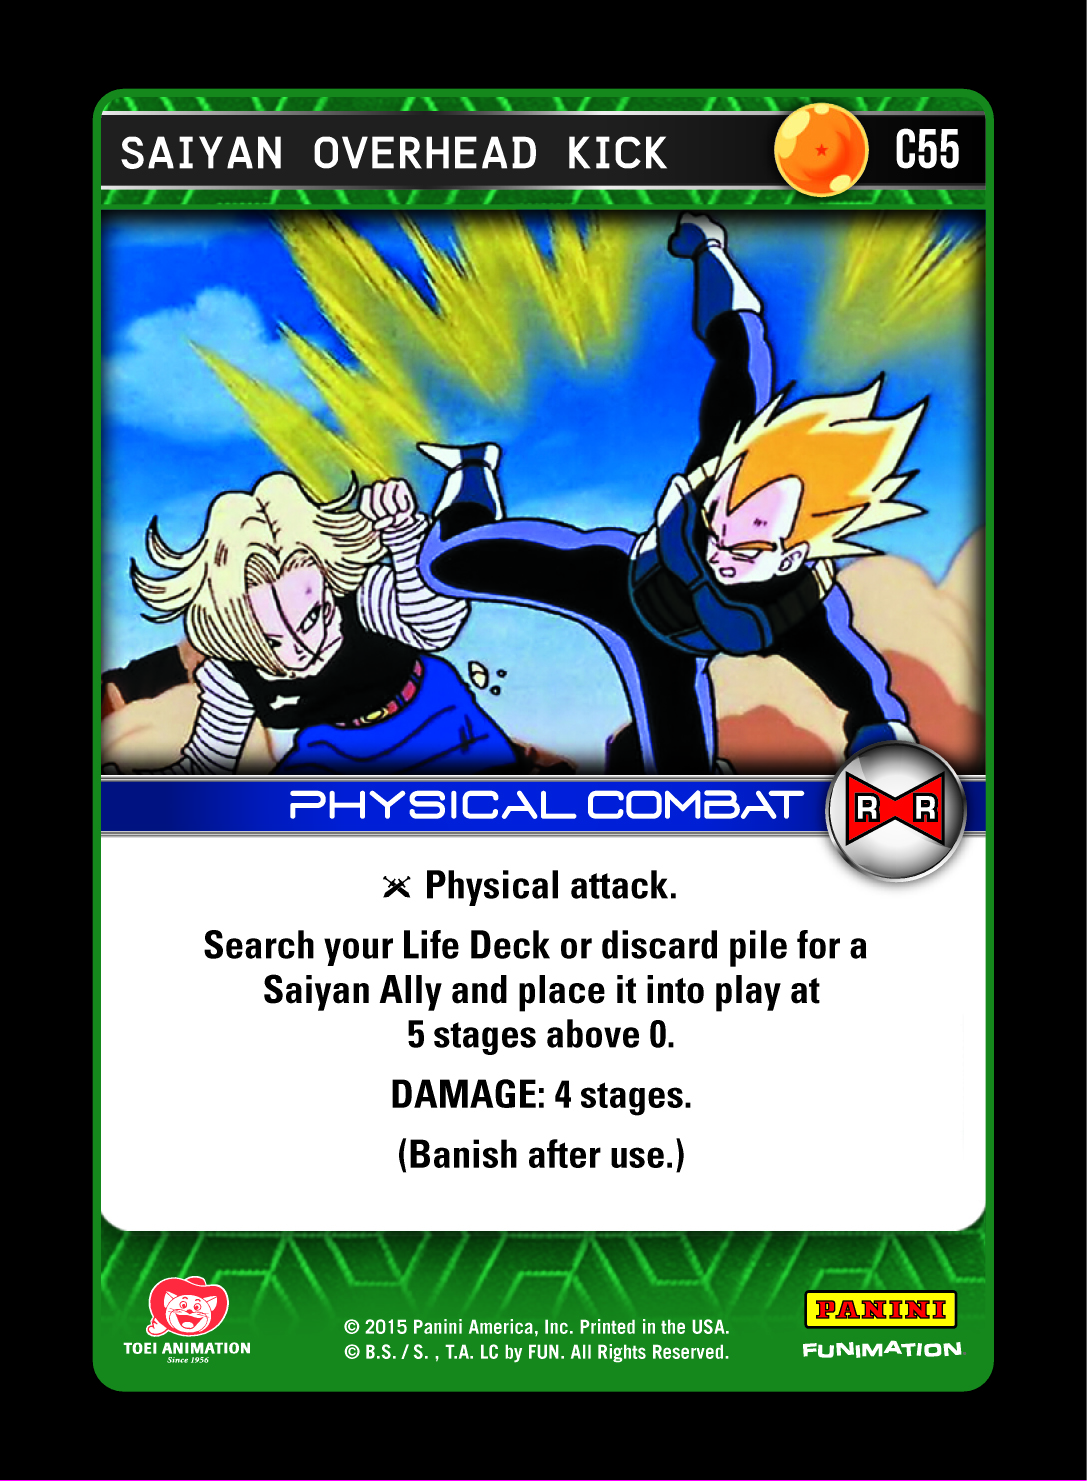 SAIYAN OVERHEAD KICK C55
PHYSICAL COMBAT
R R
Physical attack.
Search your Life Deck or discard pile for a
Saiyan Ally and place it into play at
5 stages above 0.
DAMAGE: 4 stages.
(Banish after use.)
TOEI ANIMATION
Since 1956
© 2015 Panini America, Inc. Printed in the USA.
© B.S. / S. , T.A. LC by FUN. All Rights Reserved.
PANINI
FUNIMATION